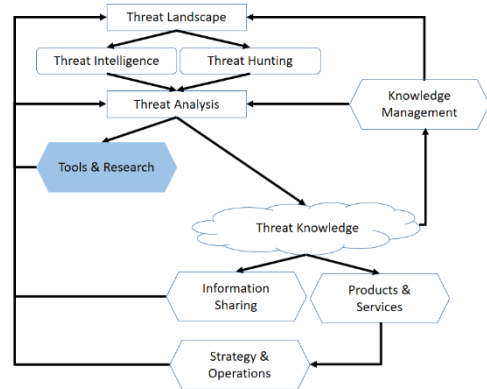 Threat Landscape
Threat Intelligence
Threat Hunting
Threat Analysis
Knowledge
Management
Tools & Research
Threat Knowledge
Information
Sharing
Products &
Services
Strategy &
Operations